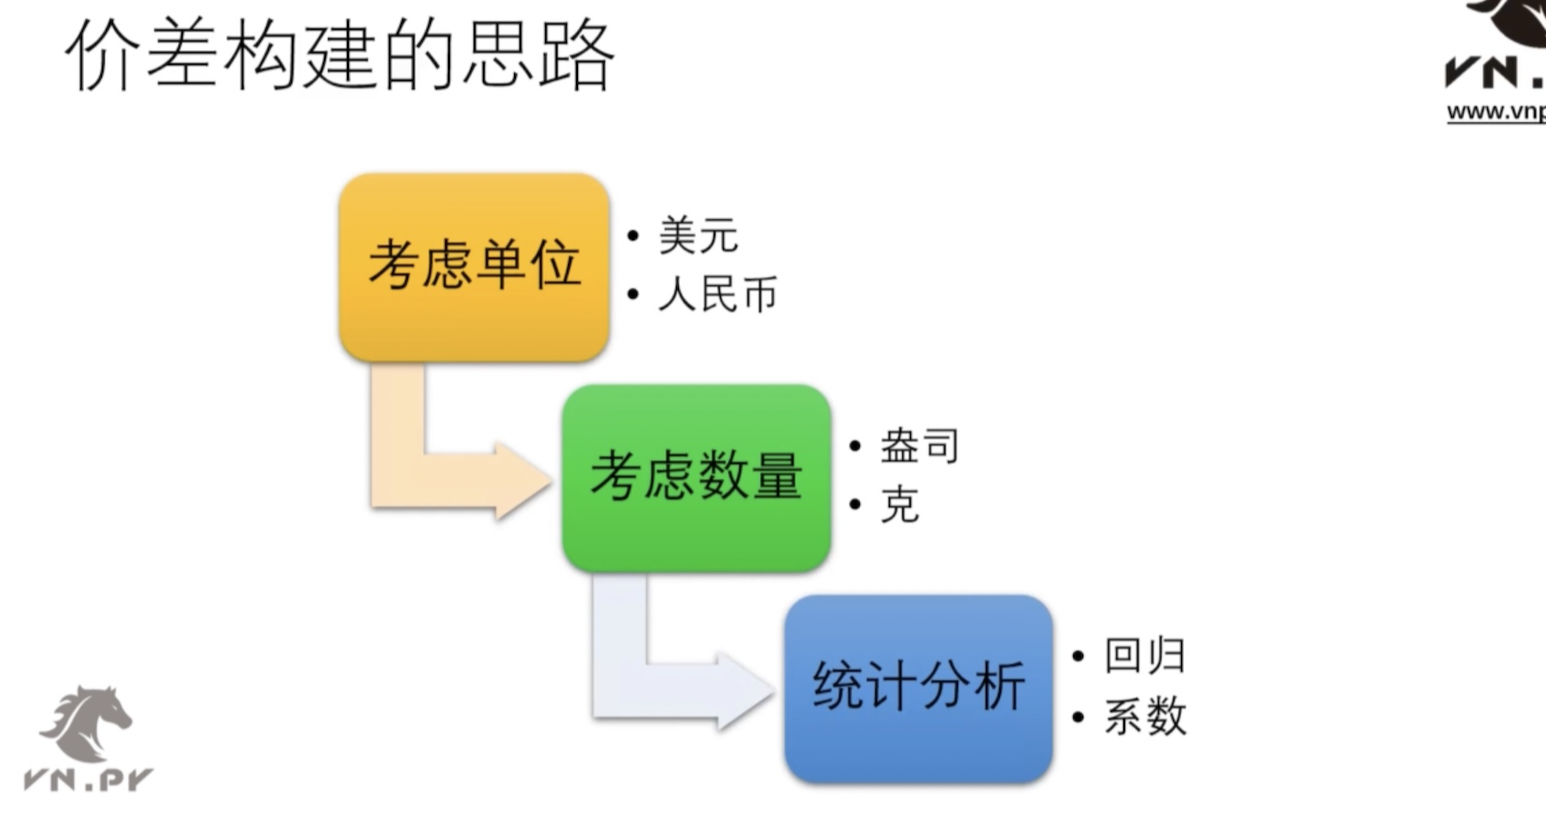 价差构建的思路
VN.
www.vnp
考虑单位
• 美元
• 人民币
考虑数量
• 盎司
• 克
统计分析
• 回归
• 系数
VN.PY